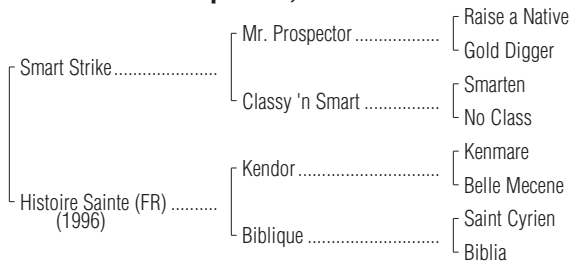 Raise a Native
Mr. Prospector ..................
Gold Digger
Smart Strike......................
Smarten
Classy 'n Smart ................
No Class
Kenmare
Kendor.............................
Belle Mecene
Histoire Sainte (FR) ..........
(1996)
Saint Cyrien
Biblique ...........................
Biblia